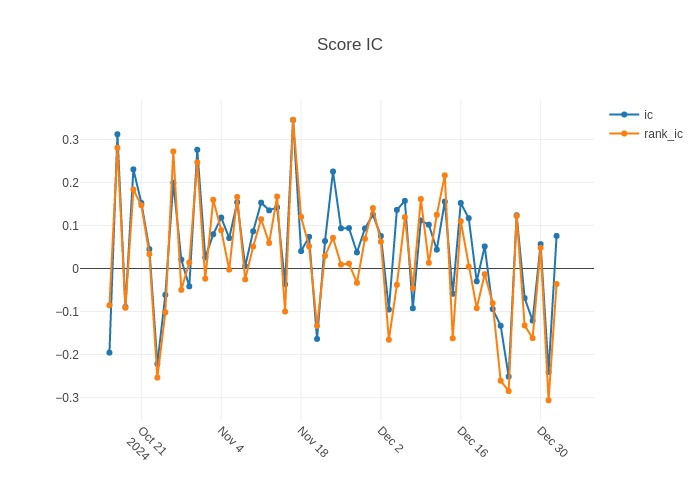 Score IC
ic
rank_ic
0.3
0.2
0.1
0
−0.1
−0.2
−0.3
Oct 21
2024
Nov 4
Nov 18
Dec 2
Dec 16
Dec 30